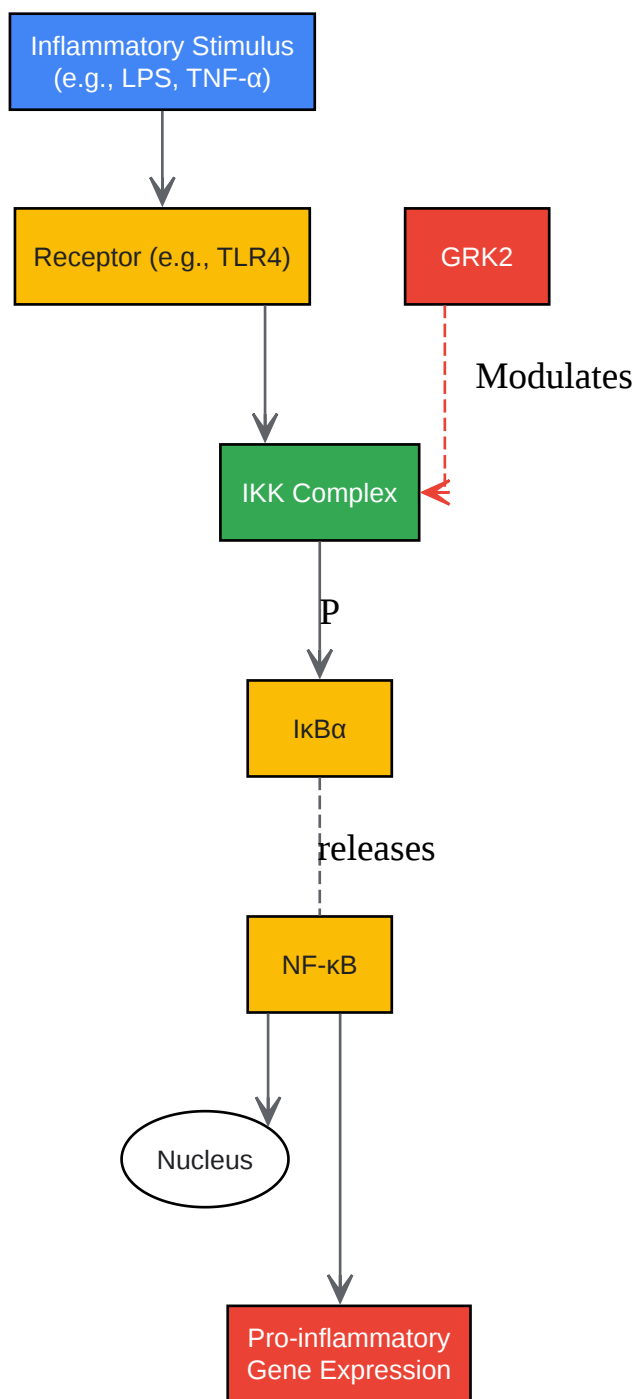 Inflammatory Stimulus
(e.g., LPS, TNF-α)
Receptor (e.g., TLR4)
GRK2
Modulates
IKK Complex
P
IκBα
releases
NF-κB
Nucleus
Pro-inflammatory
Gene Expression